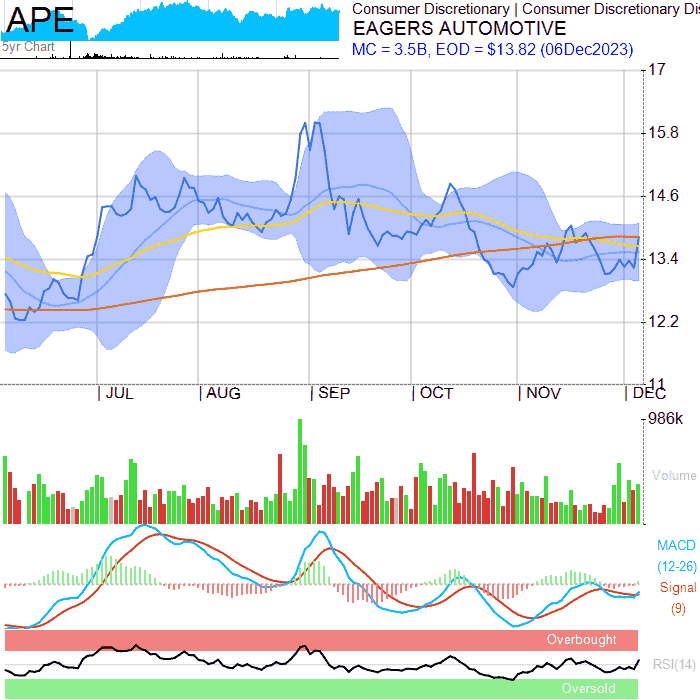 APE
5yr Chart
Consumer Discretionary | Consumer Discretionary Dis
EAGERS AUTOMOTIVE
MC = 3.5B, EOD = $13.82 (06Dec2023)
17
15.8
14.6
13.4
12.2
11
JUL AUG SEP OCT NOV DEC
986k
Volume
MACD
(12-26)
Signal
(9)
Overbought
RSI(14)
Oversold